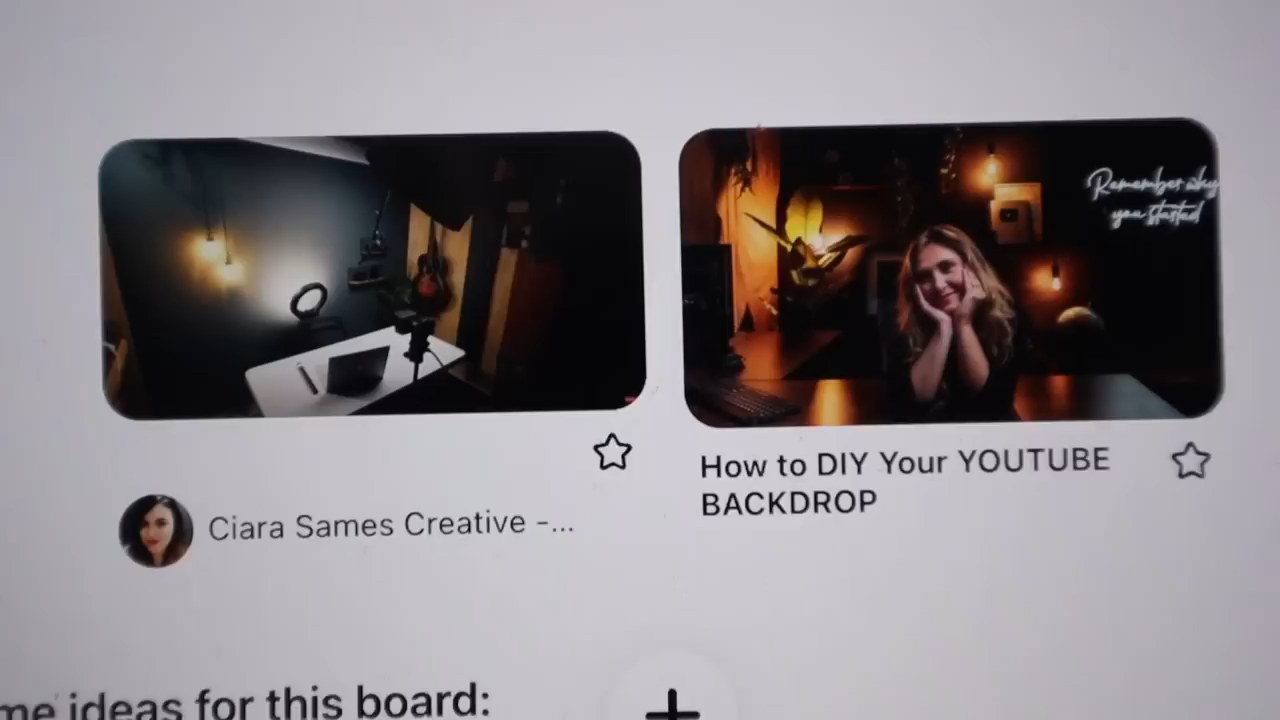 Remember why
you started
How to DIY Your YOUTUBE
BACKDROP
Ciara Sames Creative -...
me ideas for this board: